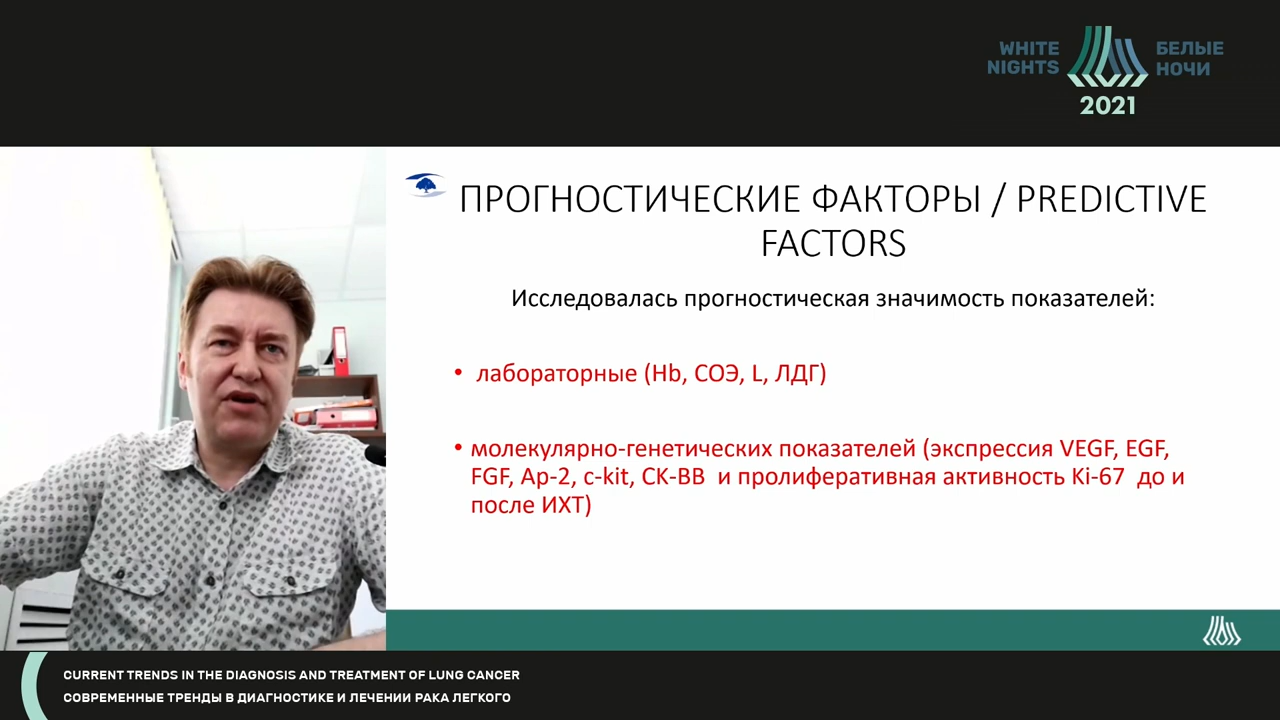 WHITE NIGHTS
БЕЛЫЕ НОЧИ
2021
ПРОГНОСТИЧЕСКИЕ ФАКТОРЫ / PREDICTIVE
FACTORS
Исследовалась прогностическая значимость показателей:
• лабораторные (Hb, СОЭ, L, ЛДГ)
• молекулярно-генетических показателей (экспрессия VEGF, EGF,
FGF, Ap-2, c-kit, CK-BB и пролиферативная активность Ki-67 до и
после ИХТ)
CURRENT TRENDS IN THE DIAGNOSIS AND TREATMENT OF LUNG CANCER
СОВРЕМЕННЫЕ ТРЕНДЫ В ДИАГНОСТИКЕ И ЛЕЧЕНИИ РАКА ЛЕГКОГО